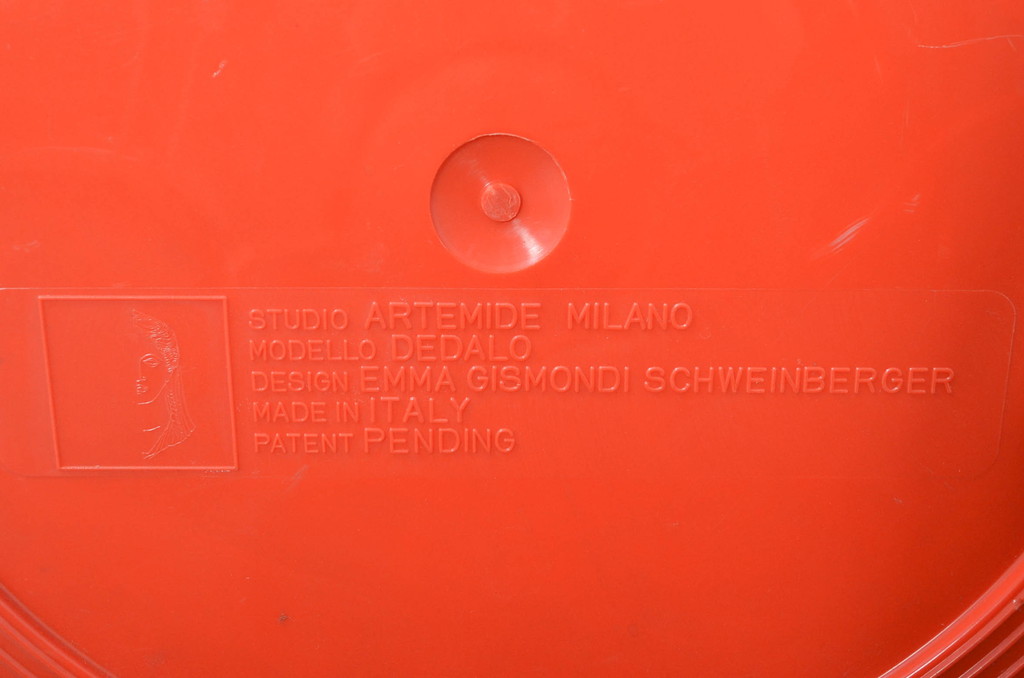 STUDIO ARTEMIDE MILANO
MODELLO DEDALO
DESIGN EMMA GISMONDI SCHWEINBERGER
MADE IN ITALY
PATENT PENDING